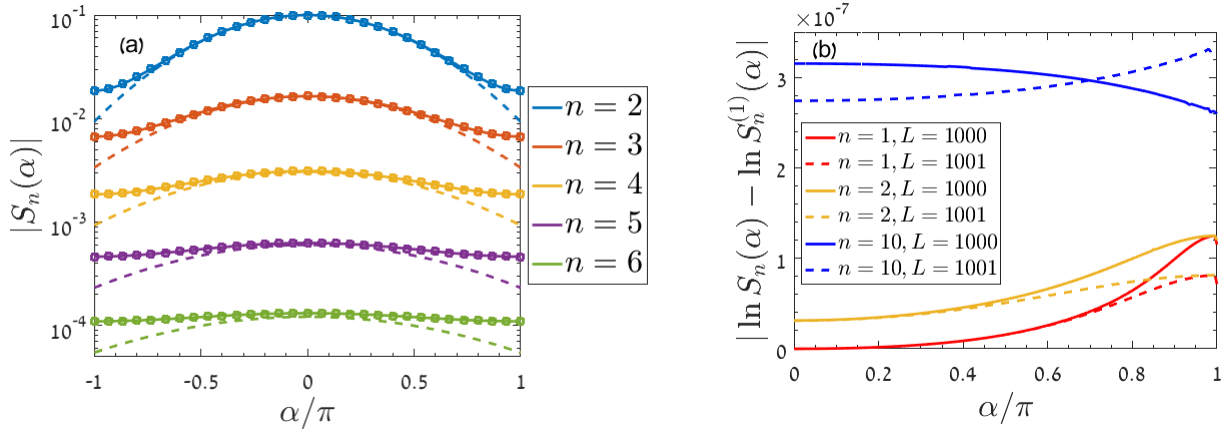 (a)
|S_n(α)|
10^{-1}
10^{-2}
10^{-3}
10^{-4}
-1
-0.5
0
0.5
1
α/π
n = 2
n = 3
n = 4
n = 5
n = 6
×10^{-7}
(b)
|ln S_n(α) − ln S_n^{(1)}(α)|
3
2
1
0
n = 1, L = 1000
n = 1, L = 1001
n = 2, L = 1000
n = 2, L = 1001
n = 10, L = 1000
n = 10, L = 1001
0
0.2
0.4
0.6
0.8
1
α/π